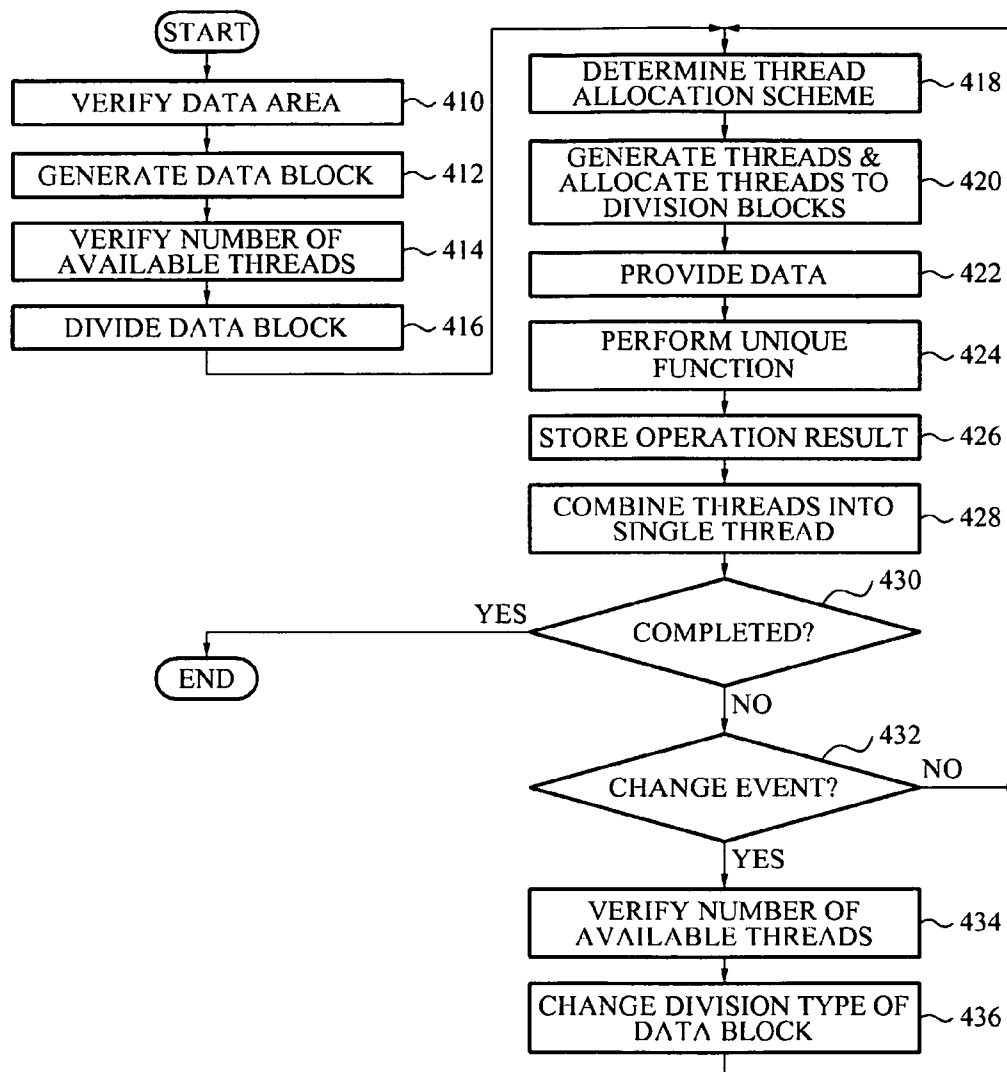 START
VERIFY DATA AREA
410
GENERATE DATA BLOCK
412
VERIFY NUMBER OF
AVAILABLE THREADS
414
DIVIDE DATA BLOCK
416
DETERMINE THREAD
ALLOCATION SCHEME
418
GENERATE THREADS &
ALLOCATE THREADS TO
DIVISION BLOCKS
420
PROVIDE DATA
422
PERFORM UNIQUE
FUNCTION
424
STORE OPERATION RESULT
426
COMBINE THREADS INTO
SINGLE THREAD
428
430
COMPLETED?
YES
END
NO
432
CHANGE EVENT?
NO
YES
VERIFY NUMBER OF
AVAILABLE THREADS
434
CHANGE DIVISION TYPE OF
DATA BLOCK
436